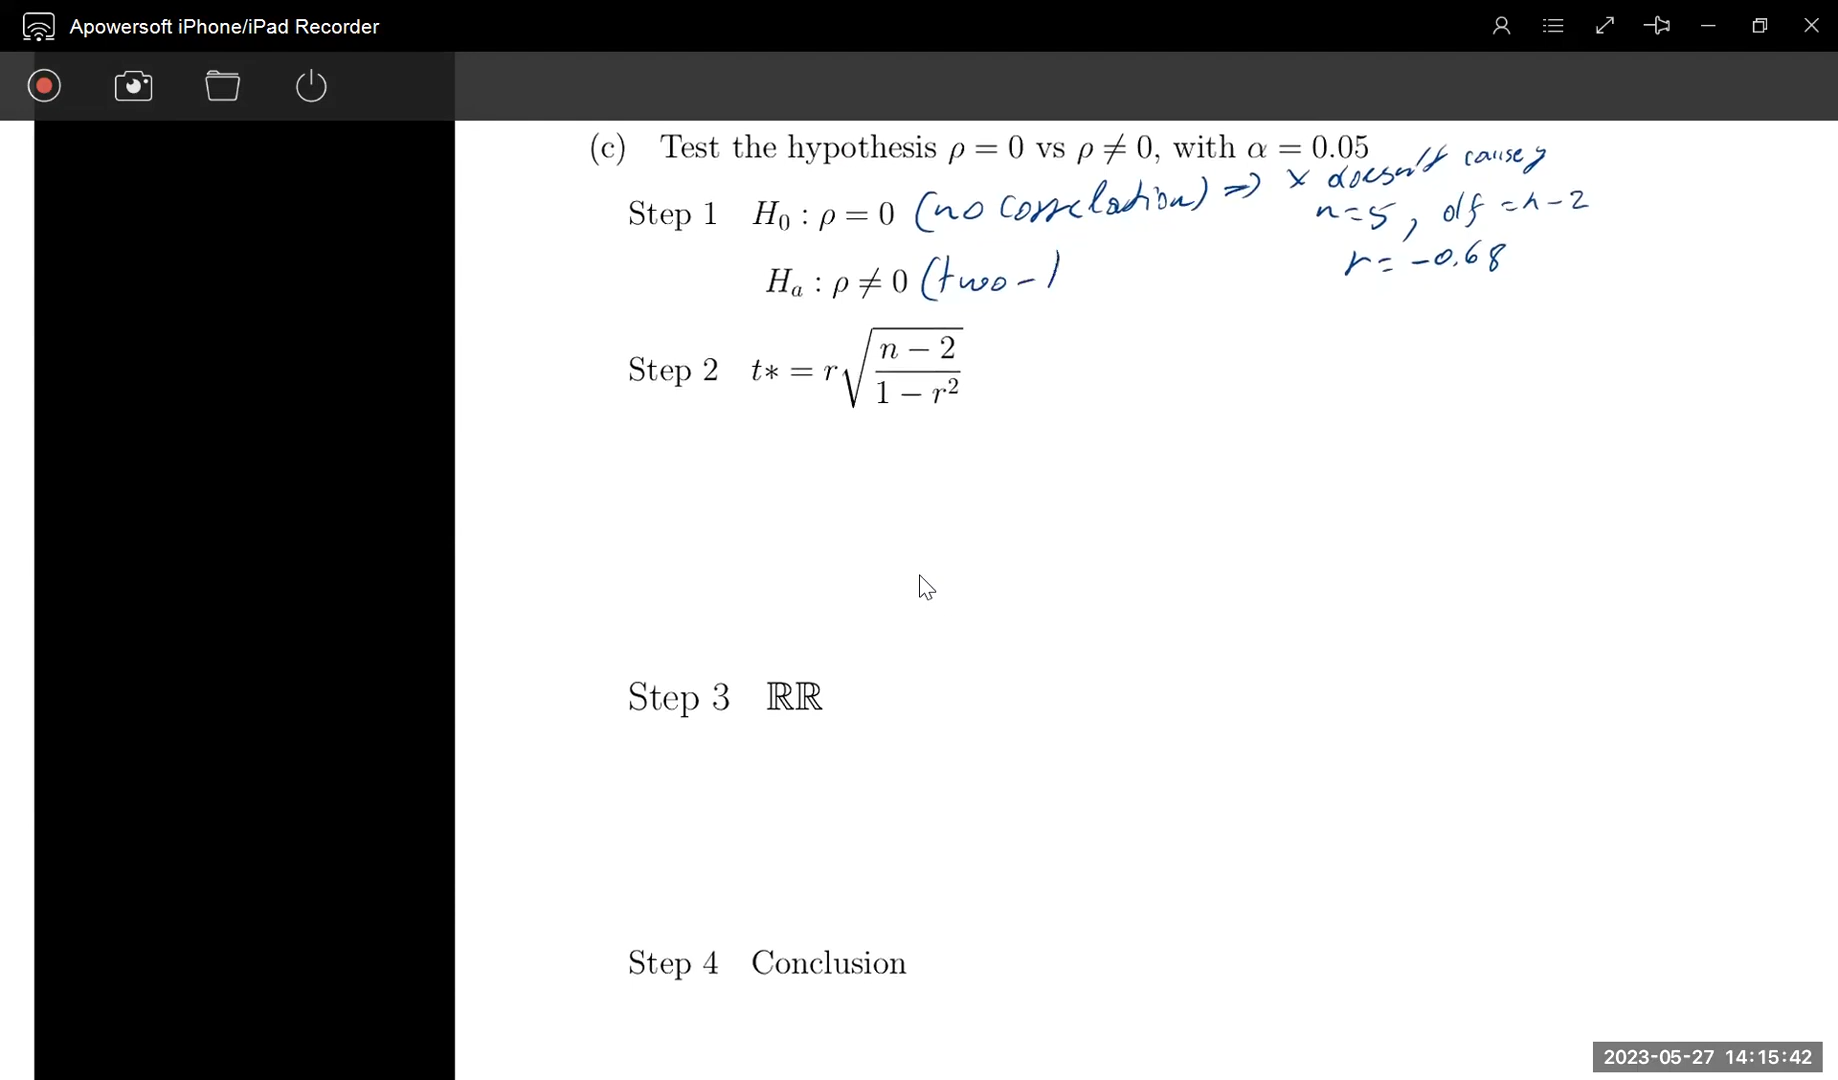 Apowersoft iPhone/iPad Recorder
(c) Test the hypothesis ρ = 0 vs ρ ≠ 0, with α = 0.05
Step 1 H₀ : ρ = 0 (no correlation) ⇒ x doesn't cause y
n=5, df = n-2
r = -0.68
Hₐ : ρ ≠ 0 (two-)
Step 2 t* = r√((n − 2)/(1 − r²))
Step 3 ℝℝ
Step 4 Conclusion
2023-05-27 14:15:42